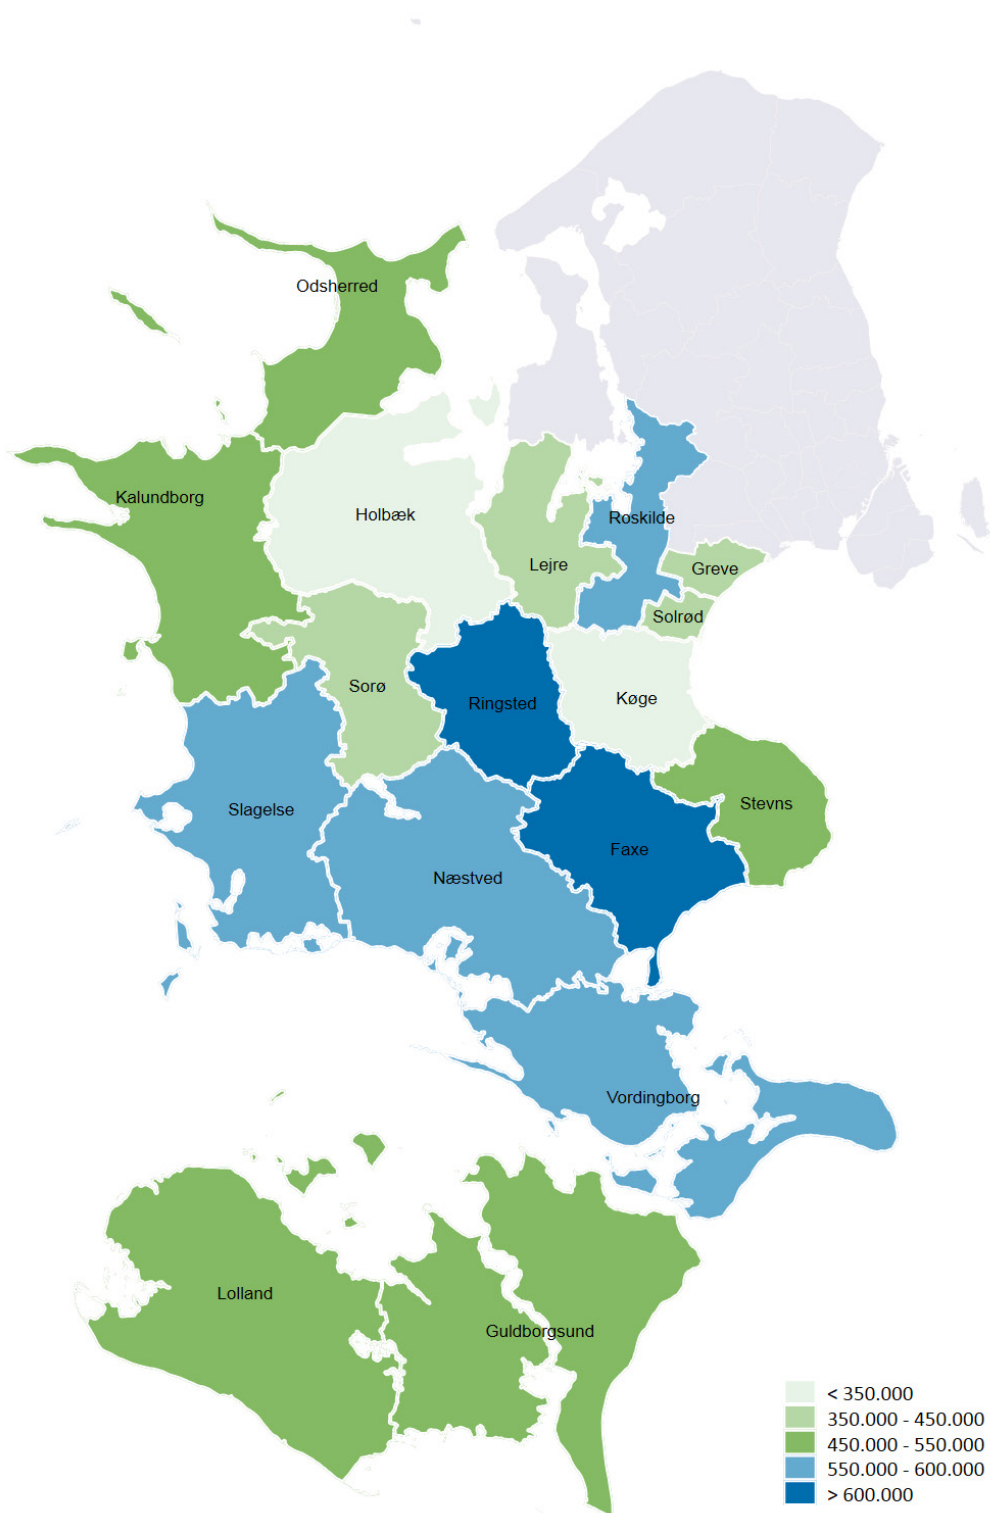 Odsherred
Kalundborg
Holbæk
Roskilde
Lejre
Greve
Solrød
Sorø
Køge
Ringsted
Stevns
Slagelse
Faxe
Næstved
Vordingborg
Lolland
Guldborgsund
< 350.000
350.000 - 450.000
450.000 - 550.000
550.000 - 600.000
> 600.000